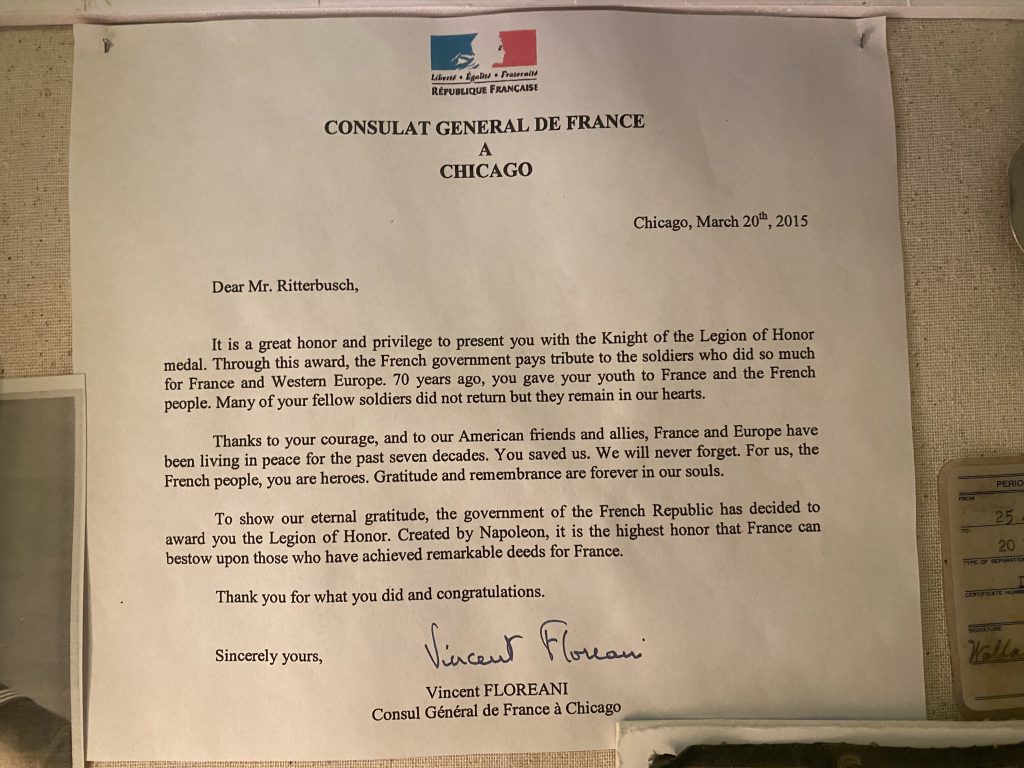 Liberté • Égalité • Fraternité
RÉPUBLIQUE FRANÇAISE
CONSULAT GENERAL DE FRANCE
A
CHICAGO
Chicago, March 20th, 2015
Dear Mr. Ritterbusch,
It is a great honor and privilege to present you with the Knight of the Legion of Honor
medal. Through this award, the French government pays tribute to the soldiers who did so much
for France and Western Europe. 70 years ago, you gave your youth to France and the French
people. Many of your fellow soldiers did not return but they remain in our hearts.
Thanks to your courage, and to our American friends and allies, France and Europe have
been living in peace for the past seven decades. You saved us. We will never forget. For us, the
French people, you are heroes. Gratitude and remembrance are forever in our souls.
To show our eternal gratitude, the government of the French Republic has decided to
award you the Legion of Honor. Created by Napoleon, it is the highest honor that France can
bestow upon those who have achieved remarkable deeds for France.
Thank you for what you did and congratulations.
Sincerely yours,
Vincent Floreani
Vincent FLOREANI
Consul Général de France à Chicago
PERIO
FROM
25
TO
20
TYPE OF SEPARATIO
CERTIFICATE NUMB
SIGNATURE
Walla